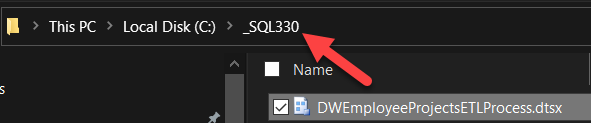 This PC > Local Disk (C:) > _SQL330
Name
s
DWEmployeeProjectsETLProcess.dtsx